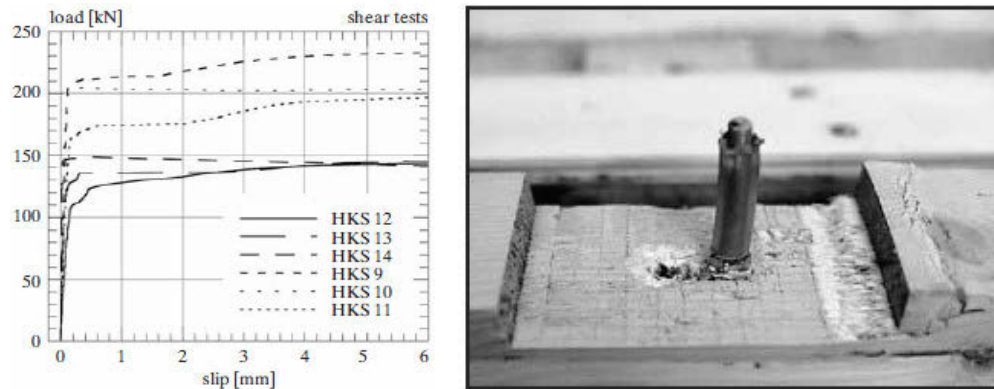 load [kN] shear tests
250
200
150
100
50
0
HKS 12
HKS 13
HKS 14
HKS 9
HKS 10
HKS 11
0 1 2 3 4 5 6
slip [mm]